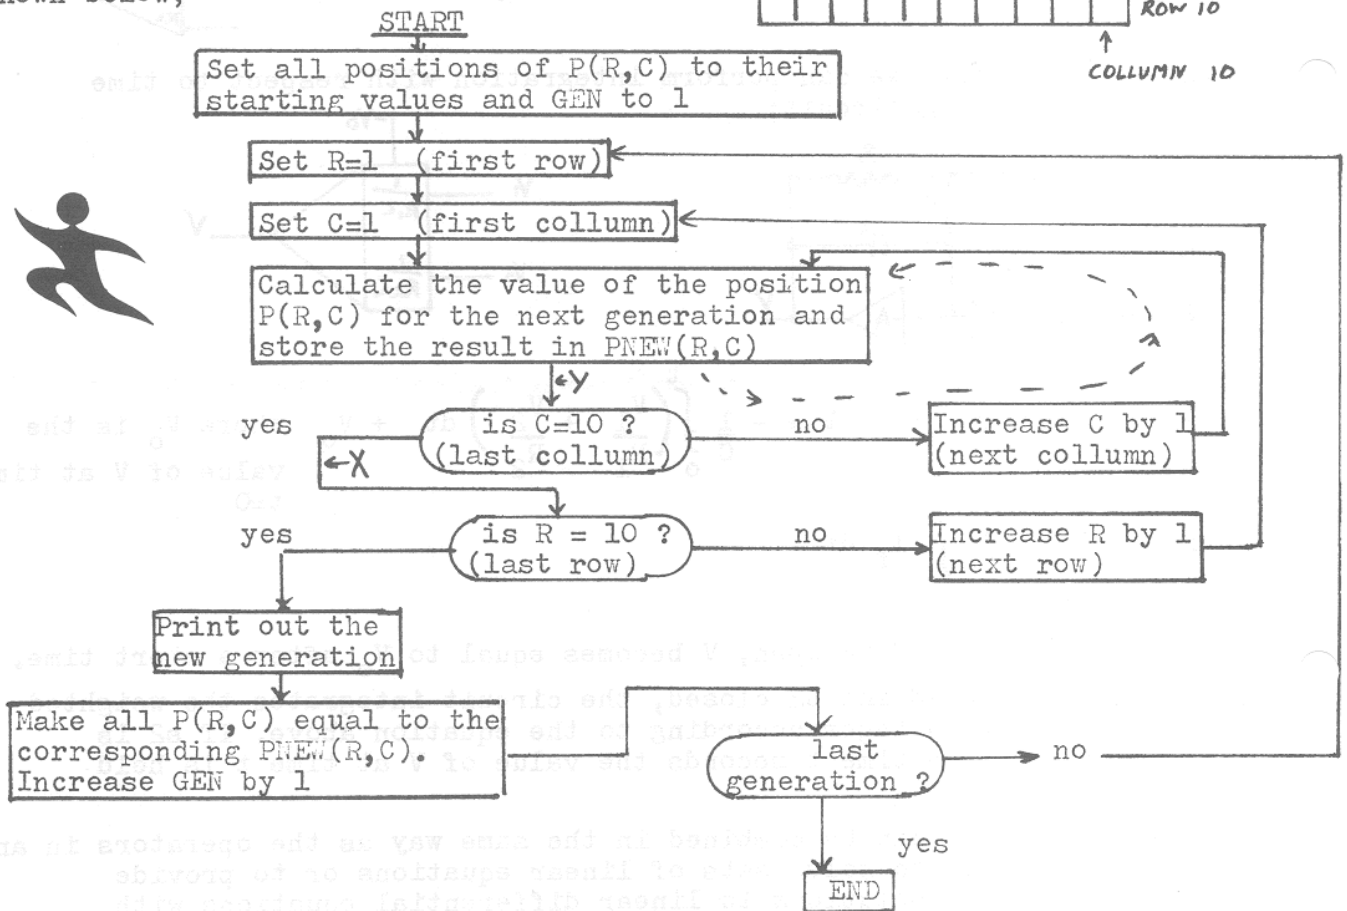 START
ROW 10
COLLUMN 10
Set all positions of P(R,C) to their
starting values and GEN to 1
Set R=1 (first row)
Set C=1 (first collumn)
Calculate the value of the position
P(R,C) for the next generation and
store the result in PNEW(R,C)
Y
yes
is C=10 ?
(last collumn)
no
Increase C by 1
(next collumn)
X
yes
is R = 10 ?
(last row)
no
Increase R by 1
(next row)
Print out the
new generation
Make all P(R,C) equal to the
corresponding PNEW(R,C).
Increase GEN by 1
last
generation ?
no
yes
END